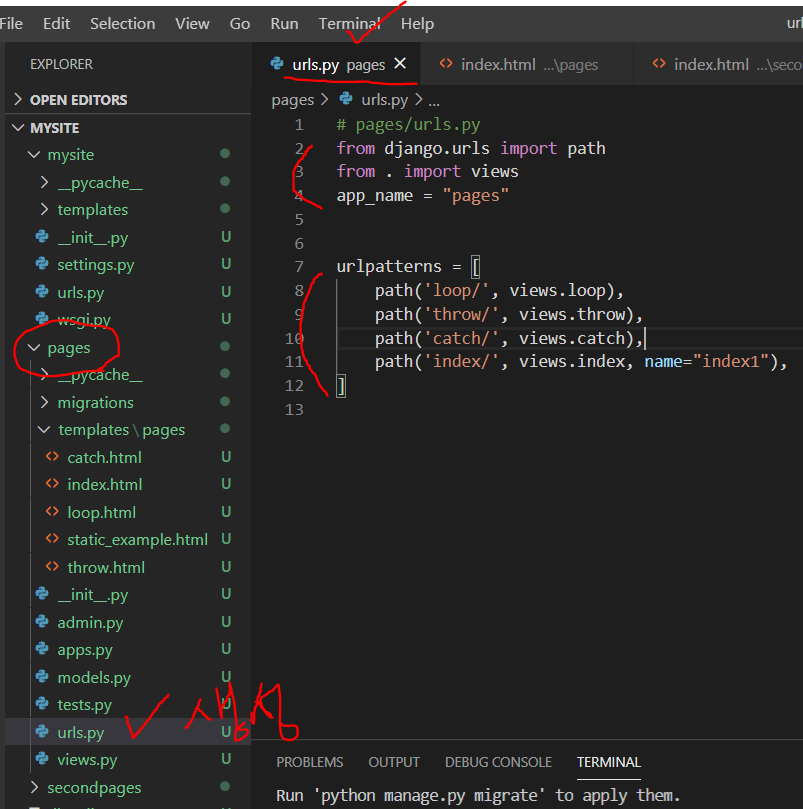 File Edit Selection View Go Run Terminal Help
EXPLORER
OPEN EDITORS
MYSITE
mysite
__pycache__
templates
__init__.py U
settings.py U
urls.py U
wsgi.py U
pages
__pycache__
migrations
templates\pages
catch.html U
index.html U
loop.html U
static_example.html U
throw.html U
__init__.py U
admin.py U
apps.py U
models.py U
tests.py U
urls.py U
views.py U
secondpages
urls.py pages index.html ...\pages index.html ...\seco
pages > urls.py > ...
1 # pages/urls.py
2 from django.urls import path
3 from . import views
4 app_name = "pages"
5
6
7 urlpatterns = [
8 path('loop/', views.loop),
9 path('throw/', views.throw),
10 path('catch/', views.catch),
11 path('index/', views.index, name="index1"),
12 ]
13
PROBLEMS OUTPUT DEBUG CONSOLE TERMINAL
Run 'python manage.py migrate' to apply them.